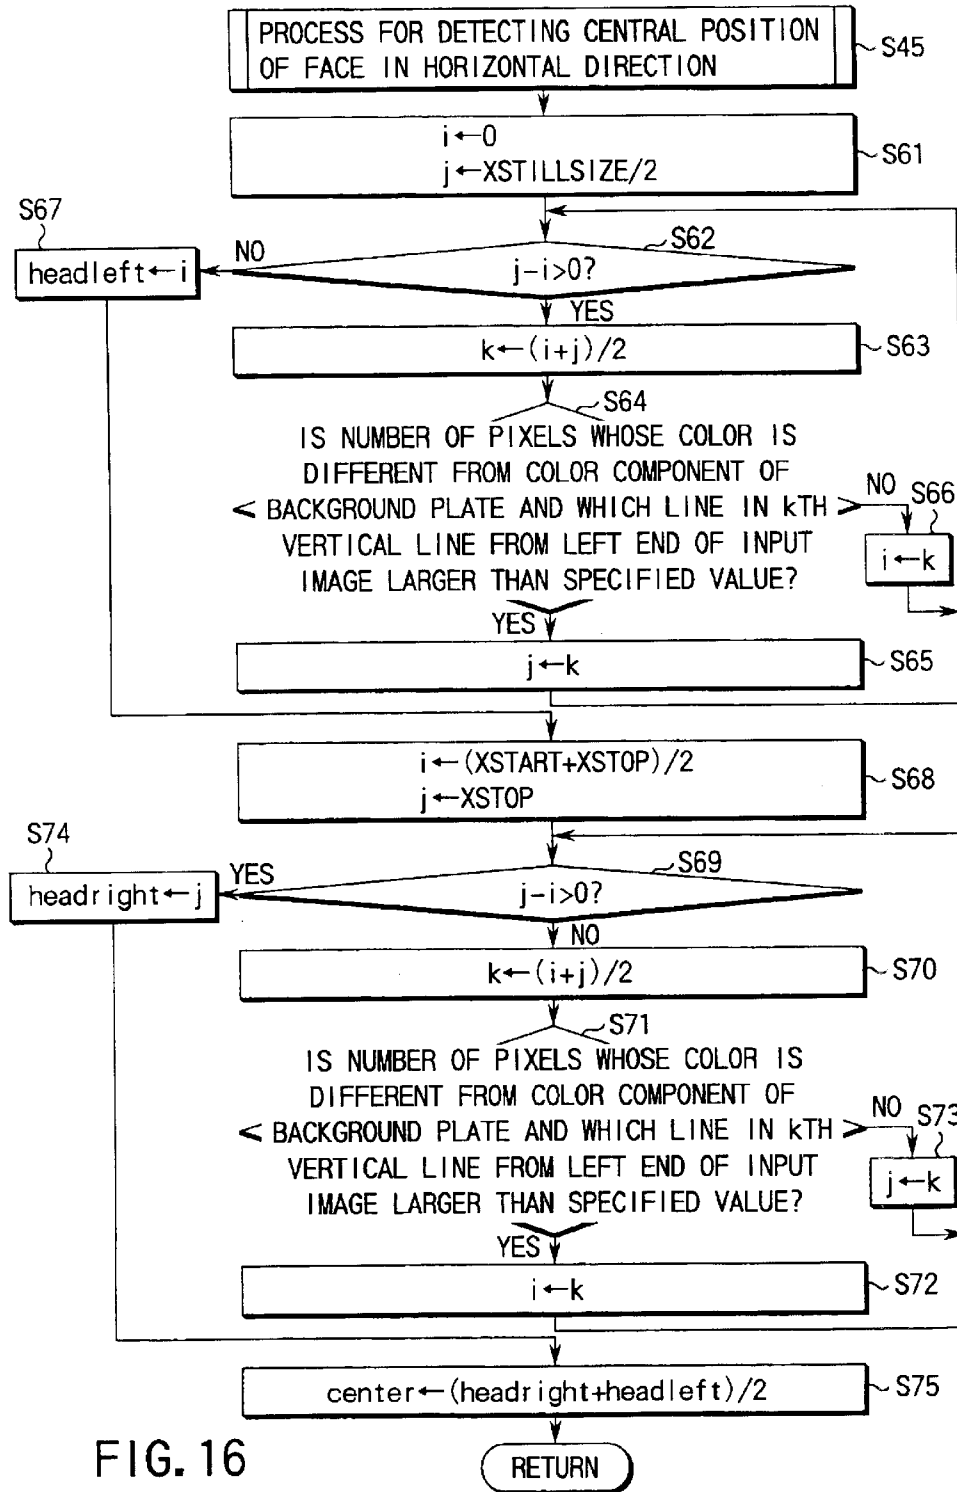 PROCESS FOR DETECTING CENTRAL POSITION
OF FACE IN HORIZONTAL DIRECTION
S45
i←0
j←XSTILLSIZE/2
S61
S67
headleft←i
NO
S62
j-i>0?
YES
k←(i+j)/2
S63
S64
IS NUMBER OF PIXELS WHOSE COLOR IS
DIFFERENT FROM COLOR COMPONENT OF
BACKGROUND PLATE AND WHICH LINE IN kTH
VERTICAL LINE FROM LEFT END OF INPUT
IMAGE LARGER THAN SPECIFIED VALUE?
NO
S66
i←k
YES
j←k
S65
i←(XSTART+XSTOP)/2
j←XSTOP
S68
S74
headright←j
YES
S69
j-i>0?
NO
k←(i+j)/2
S70
S71
IS NUMBER OF PIXELS WHOSE COLOR IS
DIFFERENT FROM COLOR COMPONENT OF
BACKGROUND PLATE AND WHICH LINE IN kTH
VERTICAL LINE FROM LEFT END OF INPUT
IMAGE LARGER THAN SPECIFIED VALUE?
NO
S73
j←k
YES
i←k
S72
center←(headright+headleft)/2
S75
RETURN
FIG. 16